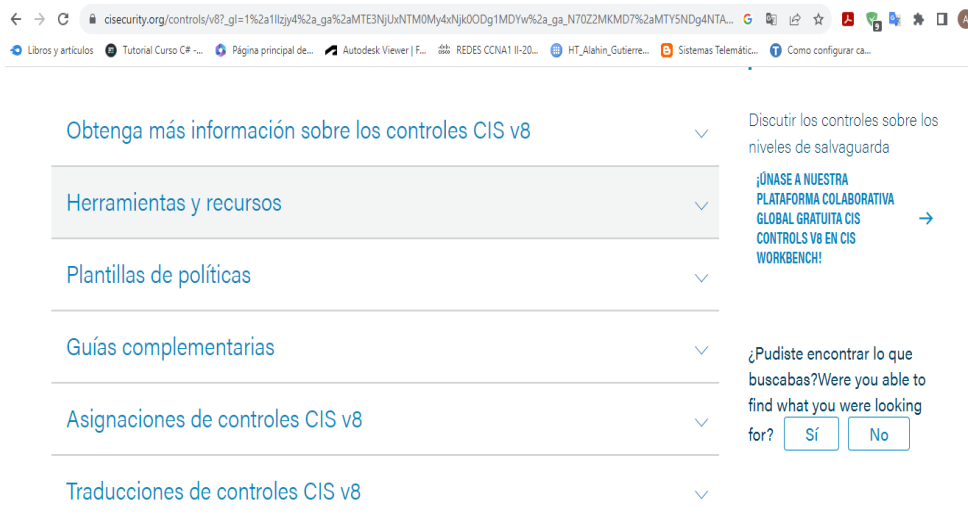 cisecurity.org/controls/v8?_gl=1%2a1lIzjy4%2a_ga%2aMTE3NjUxNTM0My4xNjk0ODg1MDYw%2a_ga_N70Z2MKMD7%2aMTY5NDg4NTA...
Libros y artículos Tutorial Curso C# -... Página principal de... Autodesk Viewer | F... REDES CCNA1 II-20... HT_Alahin_Gutierre... Sistemas Telemátic... Como configurar ca...
Obtenga más información sobre los controles CIS v8
Herramientas y recursos
Plantillas de políticas
Guías complementarias
Asignaciones de controles CIS v8
Traducciones de controles CIS v8
Discutir los controles sobre los
niveles de salvaguarda
¡ÚNASE A NUESTRA
PLATAFORMA COLABORATIVA
GLOBAL GRATUITA CIS
CONTROLS V8 EN CIS
WORKBENCH!
¿Pudiste encontrar lo que
buscabas?Were you able to
find what you were looking
for? Sí No